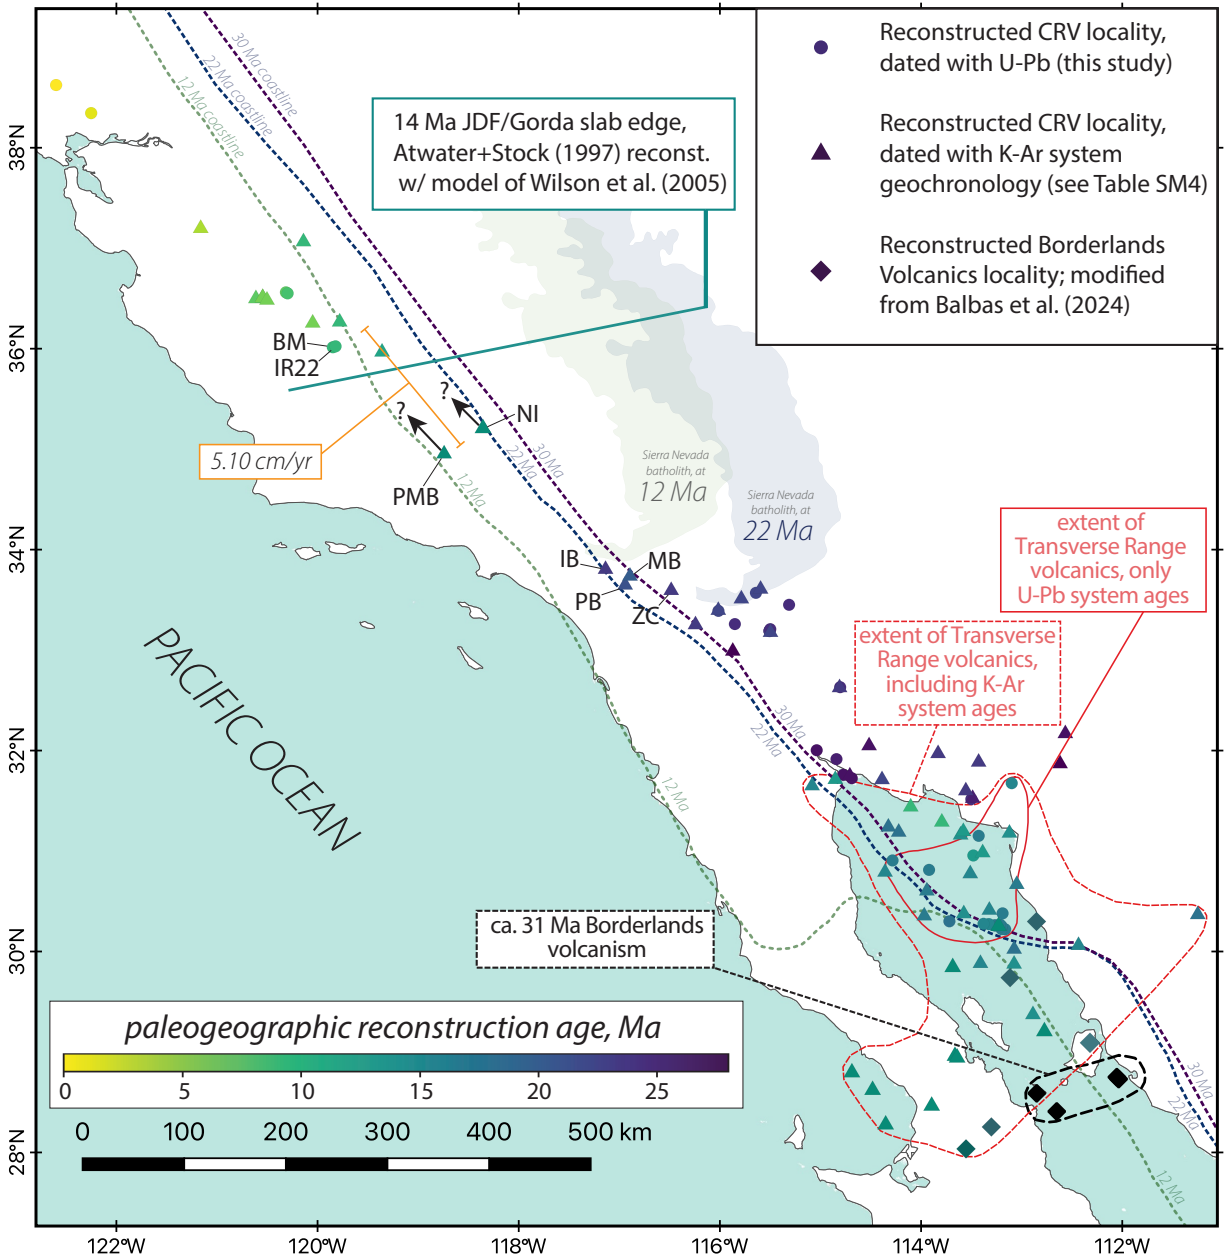 Reconstructed CRV locality,
dated with U-Pb (this study)
Reconstructed CRV locality,
dated with K-Ar system
geochronology (see Table SM4)
Reconstructed Borderlands
Volcanics locality; modified
from Balbas et al. (2024)
30 Ma coastline
22 Ma coastline
12 Ma coastline
14 Ma JDF/Gorda slab edge,
Atwater+Stock (1997) reconst.
w/ model of Wilson et al. (2005)
38°N
36°N
34°N
32°N
30°N
28°N
BM
IR22
?
?
NI
PMB
5.10 cm/yr
30 Ma
22 Ma
12 Ma
Sierra Nevada
batholith, at
12 Ma
Sierra Nevada
batholith, at
22 Ma
IB
MB
PB
ZC
extent of
Transverse Range
volcanics, only
U-Pb system ages
extent of Transverse
Range volcanics,
including K-Ar
system ages
PACIFIC OCEAN
30 Ma
22 Ma
12 Ma
ca. 31 Ma Borderlands
volcanism
paleogeographic reconstruction age, Ma
0 5 10 15 20 25
0 100 200 300 400 500 km
30 Ma
22 Ma
12 Ma
122°W 120°W 118°W 116°W 114°W 112°W